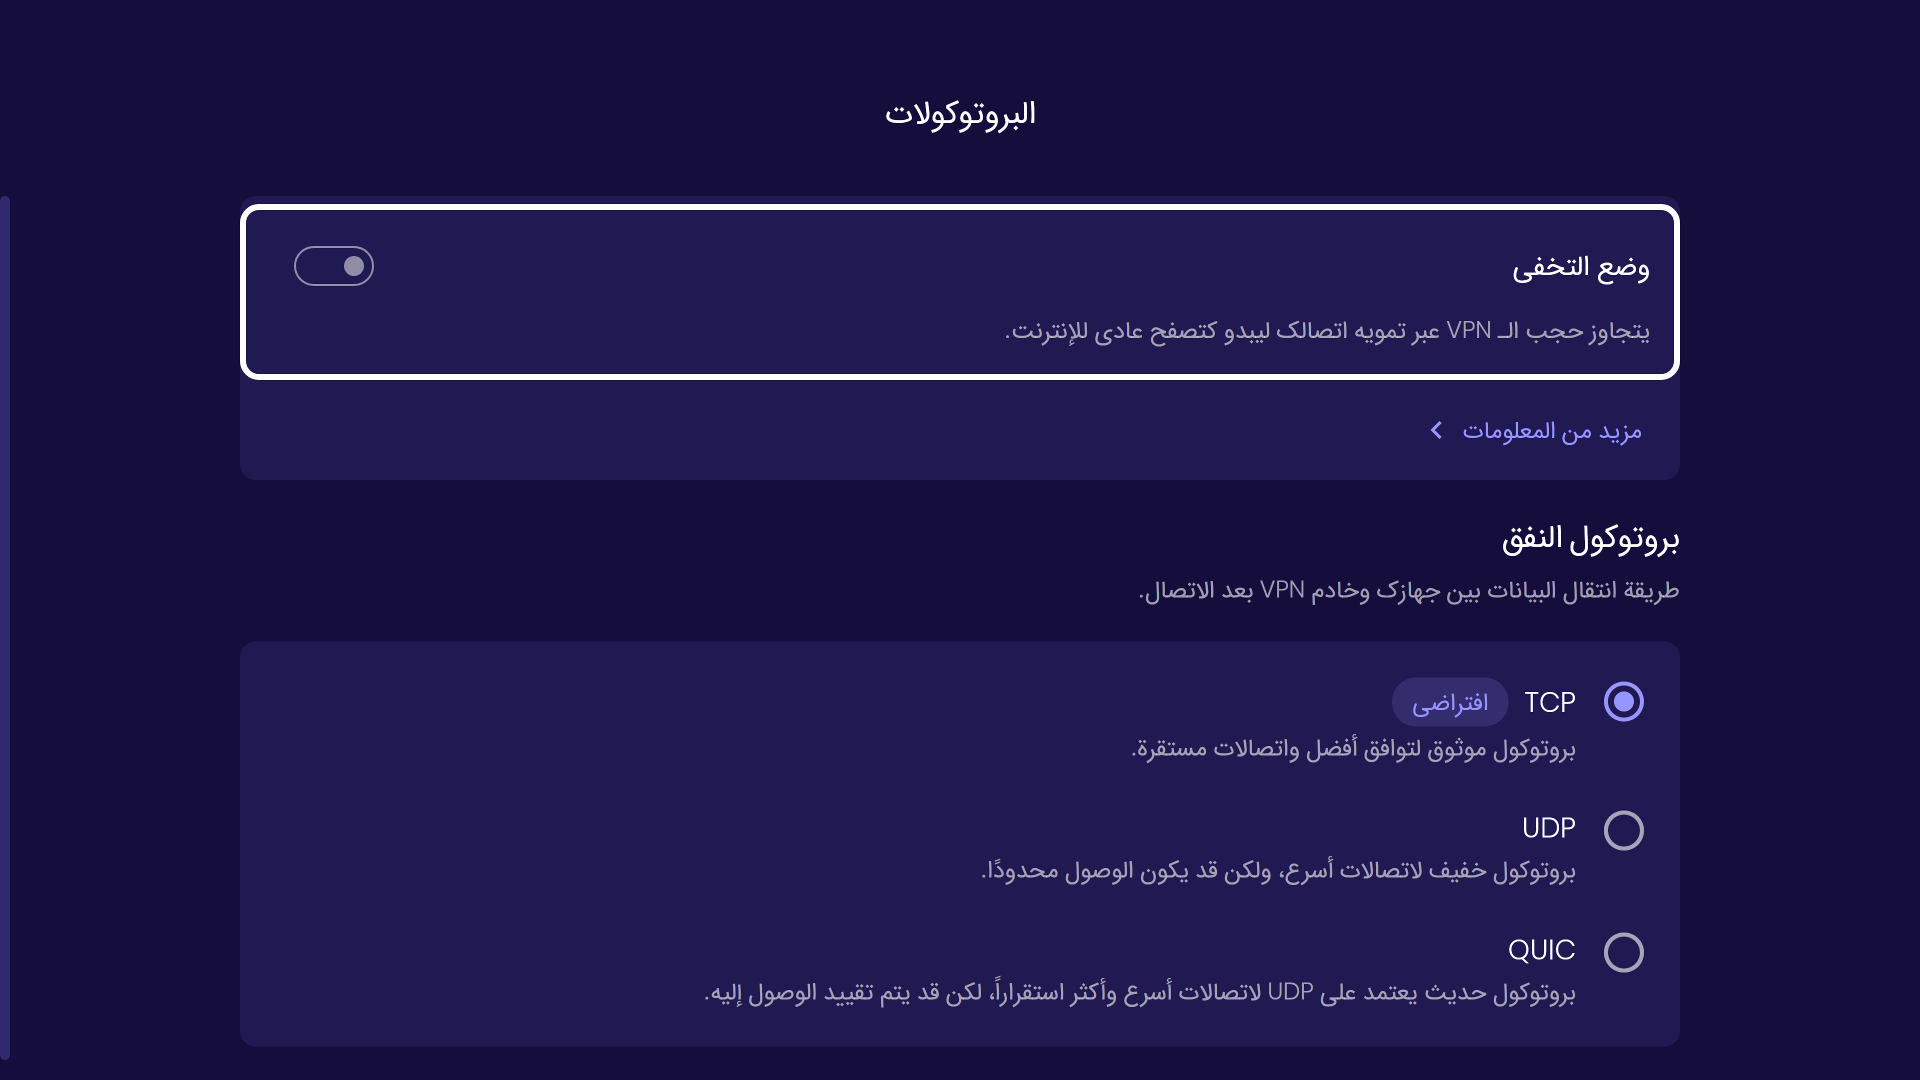 البروتوكولات
وضع التخفي
يتجاوز حجب الـ VPN عبر تمويه اتصالك ليبدو كتصفح عادي للإنترنت.
مزيد من المعلومات
بروتوكول النفق
طريقة انتقال البيانات بين جهازك وخادم VPN بعد الاتصال.
TCP افتراضي
بروتوكول موثوق لتوافق أفضل واتصالات مستقرة.
UDP
بروتوكول خفيف لاتصالات أسرع، ولكن قد يكون الوصول محدودًا.
QUIC
بروتوكول حديث يعتمد على UDP لاتصالات أسرع وأكثر استقراراً، لكن قد يتم تقييد الوصول إليه.